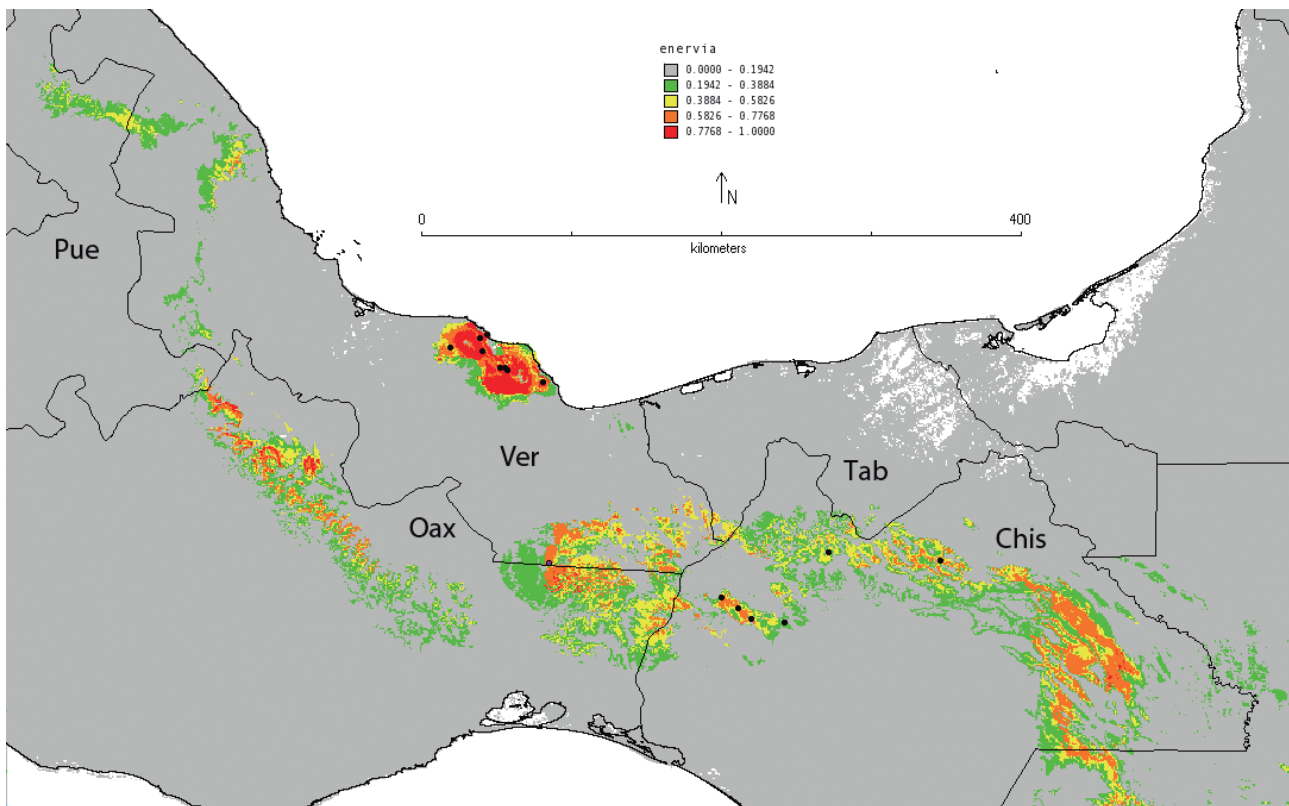 enervia
0.0000 - 0.1942
0.1942 - 0.3884
0.3884 - 0.5826
0.5826 - 0.7768
0.7768 - 1.0000
N
0 400
kilometers
Pue
Ver
Tab
Oax
Chis